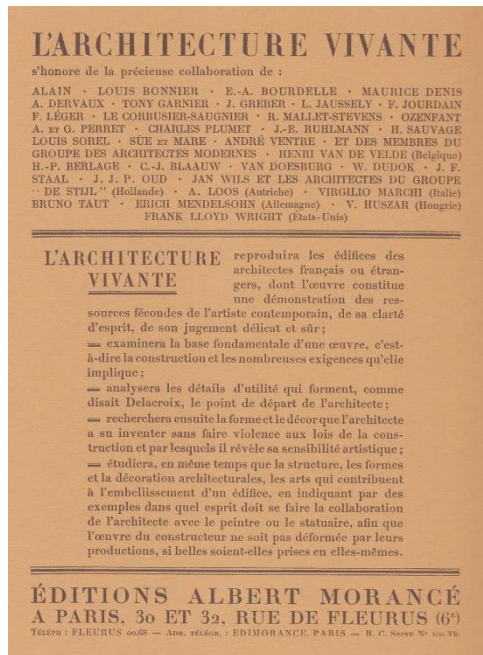 L'ARCHITECTURE VIVANTE
s'honore de la précieuse collaboration de :
ALAIN · LOUIS BONNIER · E.-A. BOURDELLE · MAURICE DENIS
A. DERVAUX · TONY GARNIER · J. GREBER · L. JAUSSELY · F. JOURDAIN
F. LÉGER · LE CORBUSIER-SAUGNIER · R. MALLET-STEVENS · OZENFANT
A. ET G. PERRET · CHARLES PLUMET · J.-E. RUHLMANN · H. SAUVAGE
LOUIS SOREL · SÜE ET MARE · ANDRÉ VENTRE · ET DES MEMBRES DU
GROUPE DES ARCHITECTES MODERNES · HENRI VAN DE VELDE (Belgique)
H.-P. BERLAGE · C.-J. BLAAUW · VAN DOESBURG · W. DUDOK · J. F.
STAAL · J. J. P. OUD · JAN WILS ET LES ARCHITECTES DU GROUPE
" DE STIJL " (Hollande) · A. LOOS (Autriche) · VIRGILIO MARCHI (Italie)
BRUNO TAUT · ERICH MENDELSOHN (Allemagne) · V. HUSZAR (Hongrie)
FRANK LLOYD WRIGHT (États-Unis)
L'ARCHITECTURE VIVANTE
reproduira les édifices des
architectes français ou étran-
gers, dont l'œuvre constitue
une démonstration des res-
sources fécondes de l'artiste contemporain, de sa clarté
d'esprit, de son jugement délicat et sûr ;
= examinera la base fondamentale d'une œuvre, c'est-
à-dire la construction et les nombreuses exigences qu'elle
implique ;
= analysera les détails d'utilité qui forment, comme
disait Delacroix, le point de départ de l'architecte ;
= recherchera ensuite la forme et le décor que l'architecte
a su inventer sans faire violence aux lois de la cons-
truction et par lesquels il révèle sa sensibilité artistique ;
= étudiera, en même temps que la structure, les formes
et la décoration architecturales, les arts qui contribuent
à l'embellissement d'un édifice, en indiquant par des
exemples dans quel esprit doit se faire la collaboration
de l'architecte avec le peintre ou le statuaire, afin que
l'œuvre du constructeur ne soit pas déformée par leurs
productions, si belles soient-elles prises en elles-mêmes.
ÉDITIONS ALBERT MORANCÉ
A PARIS, 30 ET 32, RUE DE FLEURUS (6ᵉ)
TÉLÉPH : FLEURUS 00.68 — ADR. TÉLÉGR. : EDIMORANCE. PARIS — R. C. SEINE Nº